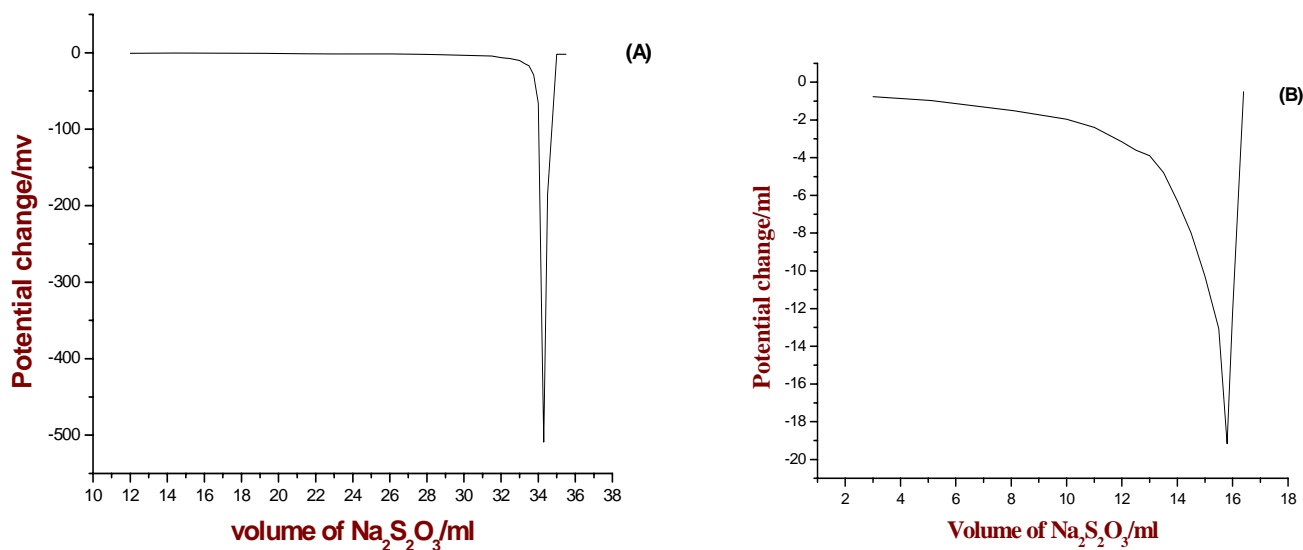 (A)
Potential change/mv
0
-100
-200
-300
-400
-500
10 12 14 16 18 20 22 24 26 28 30 32 34 36 38
volume of Na₂S₂O₃/ml
(B)
Potential change/ml
0
-2
-4
-6
-8
-10
-12
-14
-16
-18
-20
2 4 6 8 10 12 14 16 18
Volume of Na₂S₂O₃/ml